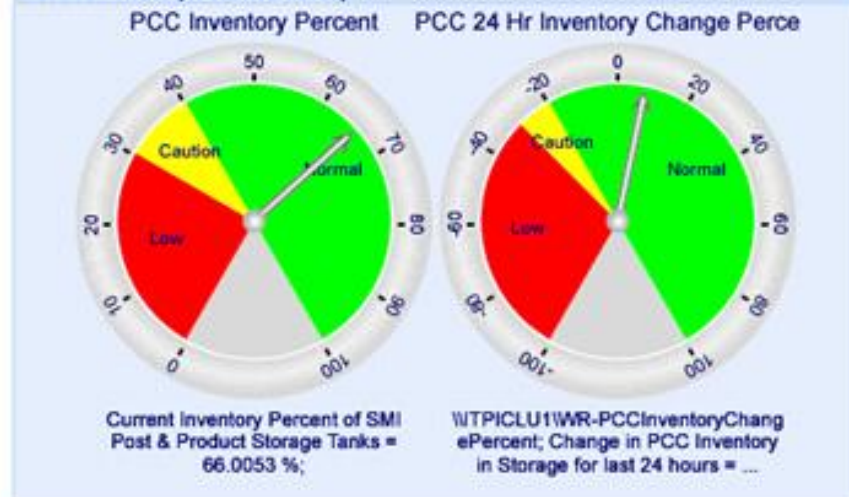 PCC Inventory Percent
0
10
20
30
40
50
60
70
80
90
100
Low
Caution
Normal
Current Inventory Percent of SMI
Post & Product Storage Tanks =
66.0053 %;
PCC 24 Hr Inventory Change Perce
-100
-80
-60
-40
-20
0
20
40
60
80
100
Low
Caution
Normal
\\ITPICLU1\WR-PCCInventoryChang
ePercent; Change in PCC Inventory
in Storage for last 24 hours = ...